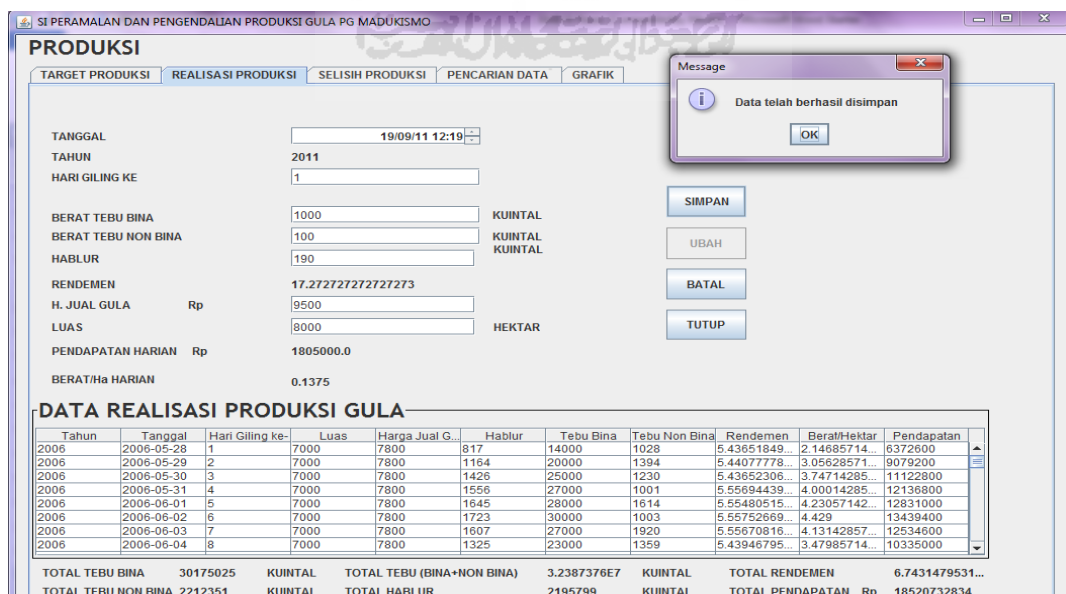 SI PERAMALAN DAN PENGENDALIAN PRODUKSI GULA PG MADUKISMO
PRODUKSI
TARGET PRODUKSI REALISASI PRODUKSI SELISIH PRODUKSI PENCARIAN DATA GRAFIK
Message
Data telah berhasil disimpan
OK
TANGGAL 19/09/11 12:19
TAHUN 2011
HARI GILING KE 1
BERAT TEBU BINA 1000 KUINTAL
BERAT TEBU NON BINA 100 KUINTAL
HABLUR 190 KUINTAL
RENDEMEN 17.272727272727273
H. JUAL GULA Rp 9500
LUAS 8000 HEKTAR
PENDAPATAN HARIAN Rp 1805000.0
BERAT/Ha HARIAN 0.1375
SIMPAN
UBAH
BATAL
TUTUP
DATA REALISASI PRODUKSI GULA
Tahun Tanggal Hari Giling ke- Luas Harga Jual G... Hablur Tebu Bina Tebu Non Bina Rendemen Berat/Hektar Pendapatan
2006 2006-05-28 1 7000 7800 817 14000 1028 5.43651849... 2.14685714... 6372600
2006 2006-05-29 2 7000 7800 1164 20000 1394 5.44077778... 3.05628571... 9079200
2006 2006-05-30 3 7000 7800 1426 25000 1230 5.43652306... 3.74714285... 11122800
2006 2006-05-31 4 7000 7800 1556 27000 1001 5.55694439... 4.00014285... 12136800
2006 2006-06-01 5 7000 7800 1645 28000 1614 5.55480515... 4.23057142... 12831000
2006 2006-06-02 6 7000 7800 1723 30000 1003 5.55752669... 4.429 13439400
2006 2006-06-03 7 7000 7800 1607 27000 1920 5.55670816... 4.13142857... 12534600
2006 2006-06-04 8 7000 7800 1325 23000 1359 5.43946795... 3.47985714... 10335000
TOTAL TEBU BINA 30175025 KUINTAL TOTAL TEBU (BINA+NON BINA) 3.2387376E7 KUINTAL TOTAL RENDEMEN 6.7431479531...
TOTAL TEBU NON BINA 2212351 KUINTAL TOTAL HABLUR 2195799 KUINTAL TOTAL PENDAPATAN Rp 18520732834